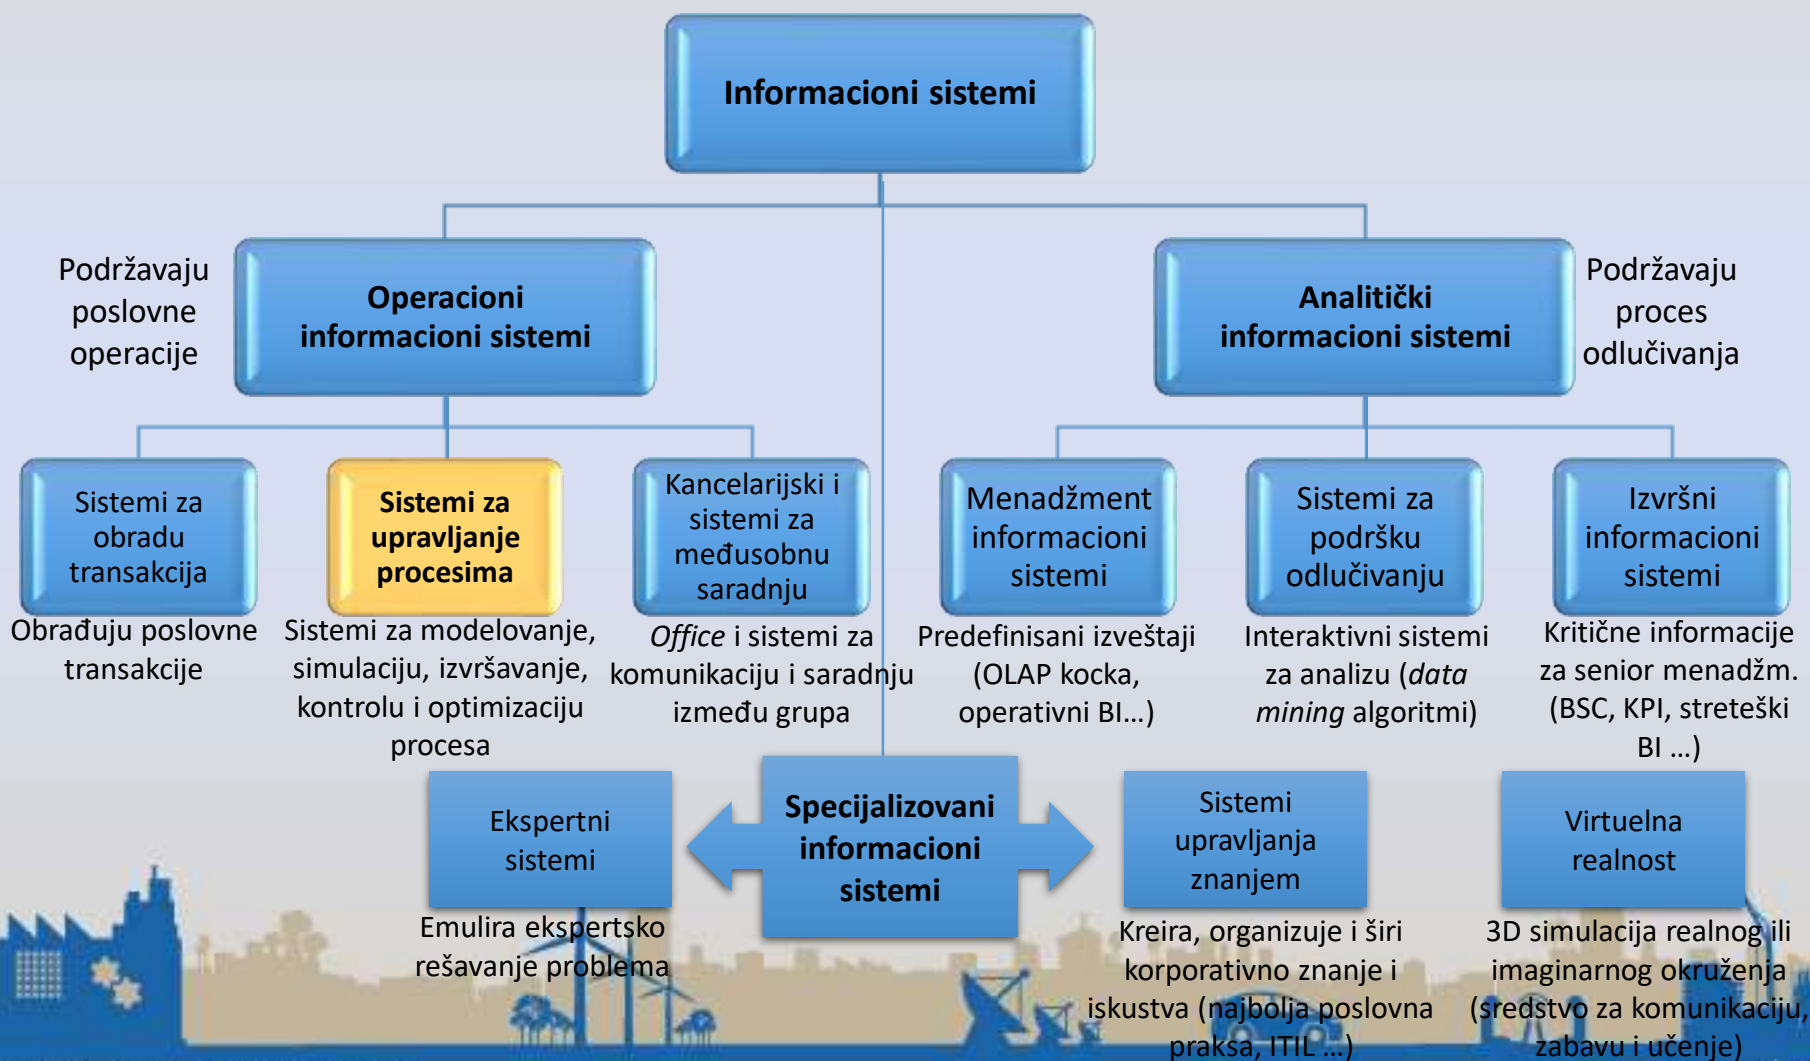 Informacioni sistemi
Podržavaju
poslovne
operacije
Operacioni
informacioni sistemi
Analitički
informacioni sistemi
Podržavaju
proces
odlučivanja
Sistemi za
obradu
transakcija
Obrađuju poslovne
transakcije
Sistemi za
upravljanje
procesima
Sistemi za modelovanje,
simulaciju, izvršavanje,
kontrolu i optimizaciju
procesa
Kancelarijski i
sistemi za
međusobnu
saradnju
Office i sistemi za
komunikaciju i saradnju
između grupa
Menadžment
informacioni
sistemi
Predefinisani izveštaji
(OLAP kocka,
operativni BI...)
Sistemi za
podršku
odlučivanju
Interaktivni sistemi
za analizu (data
mining algoritmi)
Izvršni
informacioni
sistemi
Kritične informacije
za senior menadžm.
(BSC, KPI, streteški
BI ...)
Ekspertni
sistemi
Emulira ekspertsko
rešavanje problema
Specijalizovani
informacioni
sistemi
Sistemi
upravljanja
znanjem
Kreira, organizuje i širi
korporativno znanje i
iskustva (najbolja poslovna
praksa, ITIL ...)
Virtuelna
realnost
3D simulacija realnog ili
imaginarnog okruženja
(sredstvo za komunikaciju,
zabavu i učenje)